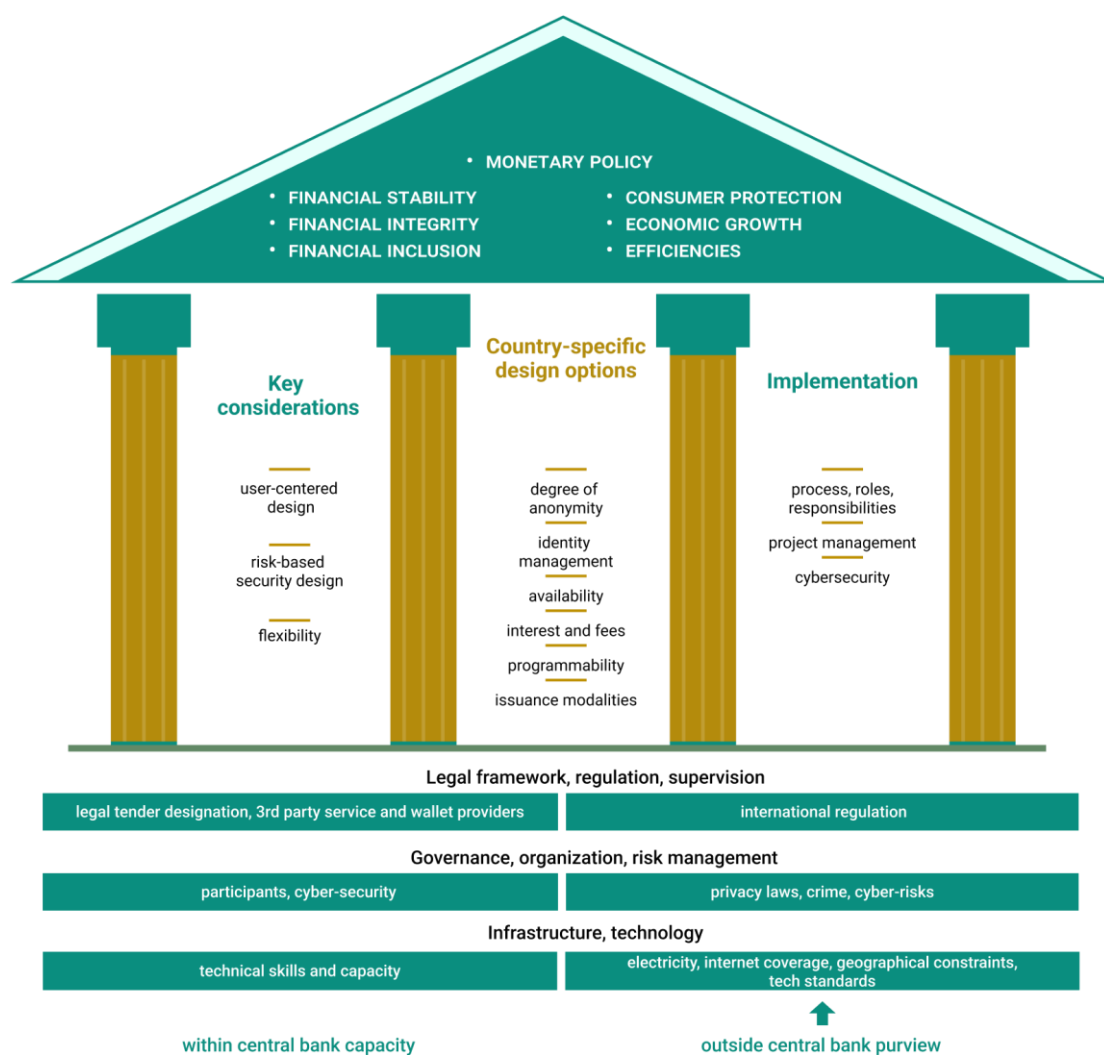 • MONETARY POLICY
• FINANCIAL STABILITY
• FINANCIAL INTEGRITY
• FINANCIAL INCLUSION
• CONSUMER PROTECTION
• ECONOMIC GROWTH
• EFFICIENCIES
Key
considerations
user-centered
design
risk-based
security design
flexibility
Country-specific
design options
degree of
anonymity
identity
management
availability
interest and fees
programmability
issuance modalities
Implementation
process, roles,
responsibilities
project management
cybersecurity
Legal framework, regulation, supervision
legal tender designation, 3rd party service and wallet providers
international regulation
Governance, organization, risk management
participants, cyber-security
privacy laws, crime, cyber-risks
Infrastructure, technology
technical skills and capacity
electricity, internet coverage, geographical constraints,
tech standards
within central bank capacity
outside central bank purview